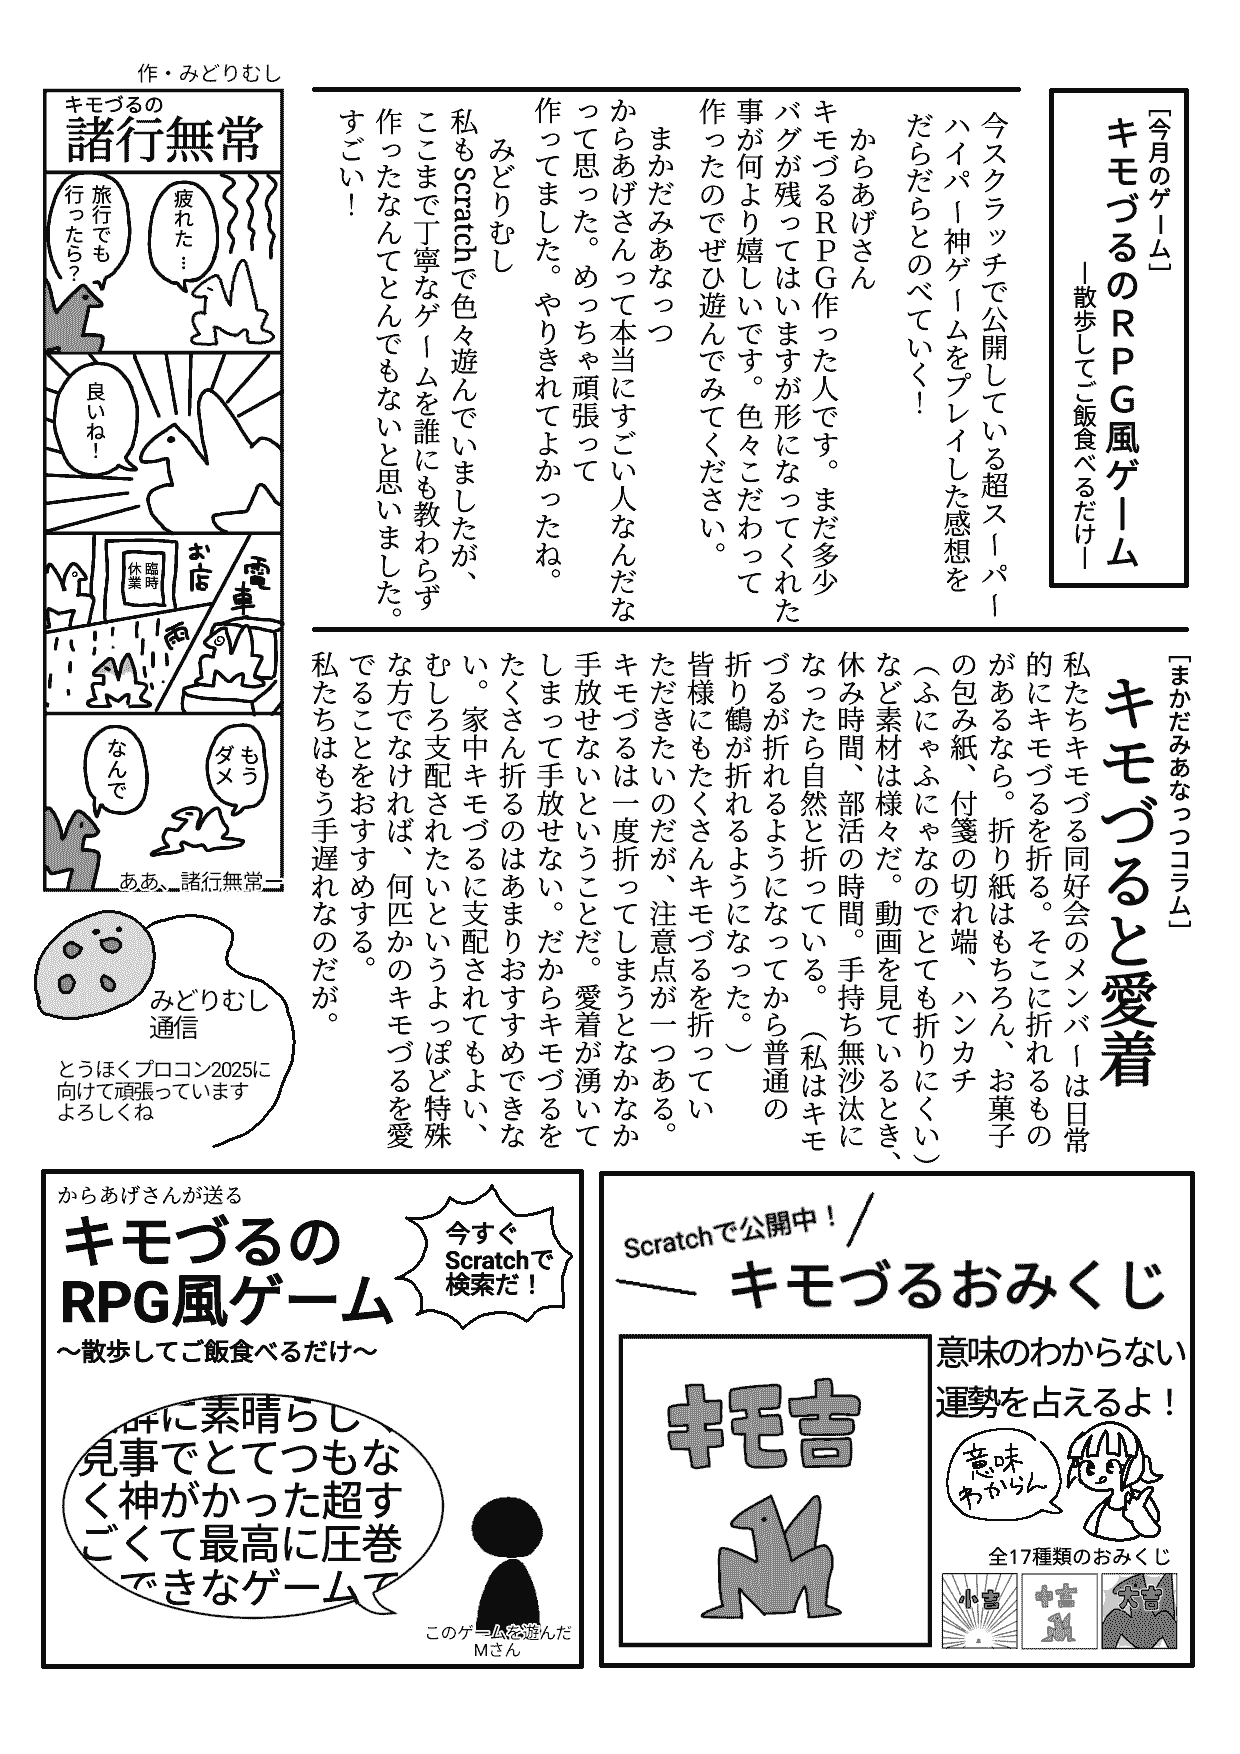 [今月のゲーム]
キモづるのRPG風ゲーム
―散歩してご飯食べるだけ―
今スクラッチで公開している超スーパー
ハイパー神ゲームをプレイした感想を
だらだらとのべていく！
からあげさん
キモづるRPG作った人です。まだ多少
バグが残ってはいますが形になってくれた
事が何より嬉しいです。色々こだわって
作ったのでぜひ遊んでみてください。
まかだみあなっつ
からあげさんって本当にすごい人なんだな
って思った。めっちゃ頑張って
作ってました。やりきれてよかったね。
みどりむし
私もScratchで色々遊んでいましたが、
ここまで丁寧なゲームを誰にも教わらず
作ったなんてとんでもないと思いました。
すごい！
作・みどりむし
キモづるの
諸行無常
疲れた…
旅行でも
行ったら？
良いね！
電車
お店
臨時
休業
雨
もう
ダメ
なんで
ああ、諸行無常ー
[まかだみあなっつコラム]
キモづると愛着
私たちキモづる同好会のメンバーは日常
的にキモづるを折る。そこに折れるもの
があるなら。折り紙はもちろん、お菓子
の包み紙、付箋の切れ端、ハンカチ
（ふにゃふにゃなのでとても折りにくい）
など素材は様々だ。動画を見ているとき、
休み時間、部活の時間。手持ち無沙汰に
なったら自然と折っている。（私はキモ
づるが折れるようになってから普通の
折り鶴が折れるようになった。）
皆様にもたくさんキモづるを折ってい
ただきたいのだが、注意点が一つある。
キモづるは一度折ってしまうとなかなか
手放せないということだ。愛着が湧いて
しまって手放せない。だからキモづるを
たくさん折るのはあまりおすすめできな
い。家中キモづるに支配されてもよい、
むしろ支配されたいというよっぽど特殊
な方でなければ、何匹かのキモづるを愛
でることをおすすめする。
私たちはもう手遅れなのだが。
みどりむし
通信
とうほくプロコン2025に
向けて頑張っています
よろしくね
からあげさんが送る
キモづるの
RPG風ゲーム
〜散歩してご飯食べるだけ〜
今すぐ
Scratchで
検索だ！
に素晴らし
見事でとてつもな
く神がかった超す
ごくて最高に圧巻
できなゲームで
このゲームを遊んだ
Mさん
Scratchで公開中！
キモづるおみくじ
キモ吉
意味のわからない
運勢を占えるよ！
意味
わからん
全17種類のおみくじ
小吉
中吉
大吉